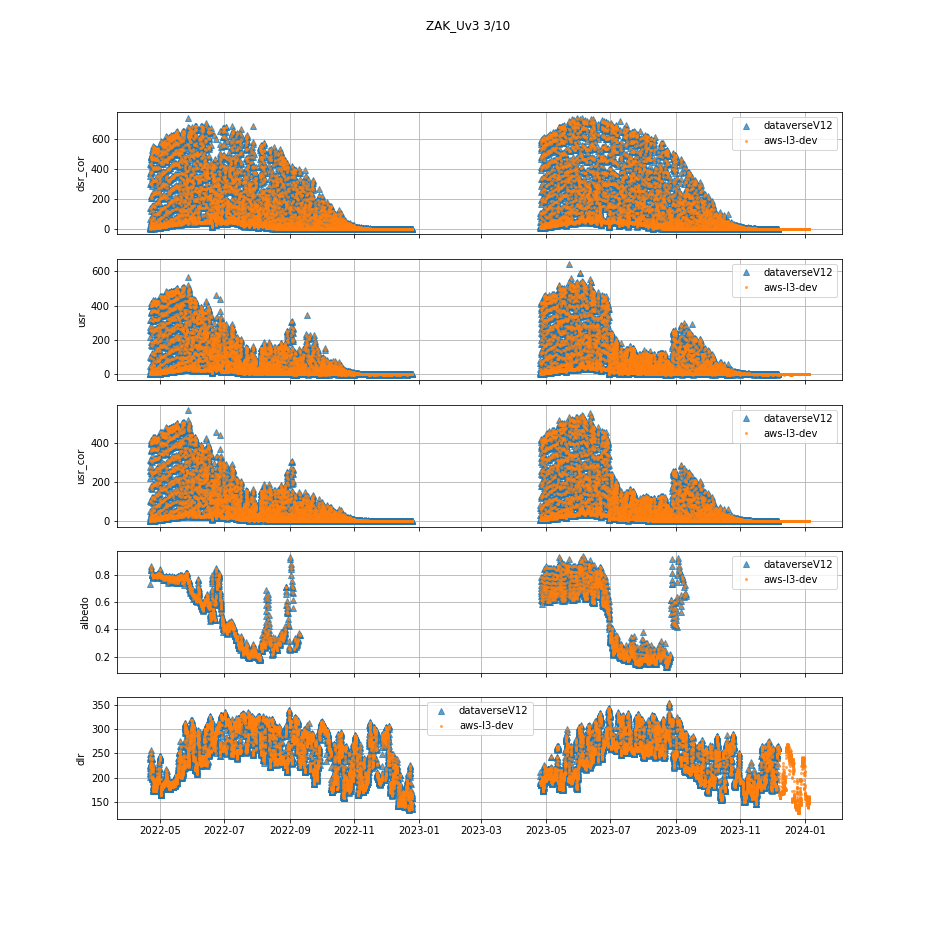 ZAK_Uv3 3/10
600
400
200
0
dsr_cor
dataverseV12
aws-l3-dev
600
400
200
0
usr
dataverseV12
aws-l3-dev
400
200
0
usr_cor
dataverseV12
aws-l3-dev
0.8
0.6
0.4
0.2
albedo
dataverseV12
aws-l3-dev
350
300
250
200
150
dlr
dataverseV12
aws-l3-dev
2022-05 2022-07 2022-09 2022-11 2023-01 2023-03 2023-05 2023-07 2023-09 2023-11 2024-01